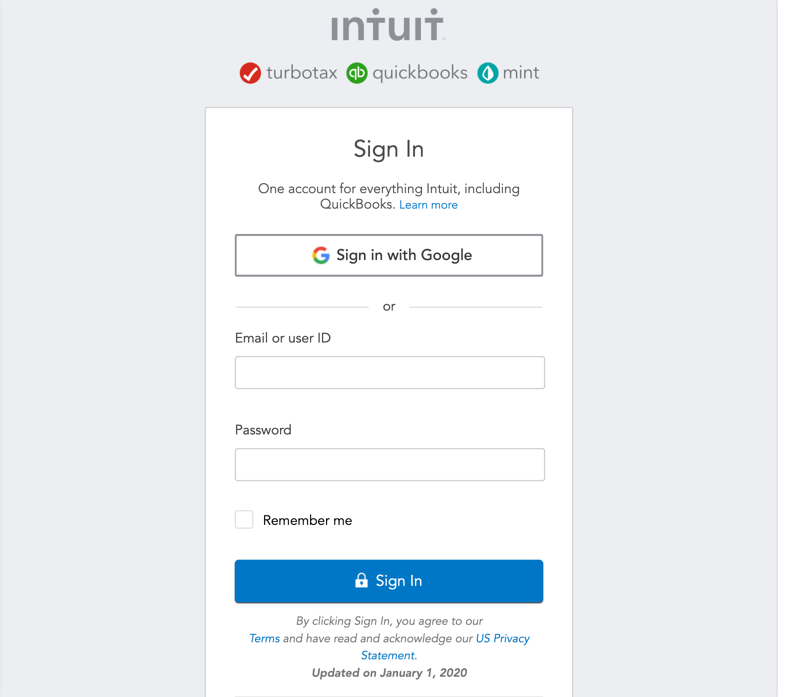 intuit
turbotax qb quickbooks mint
Sign In
One account for everything Intuit, including
QuickBooks. Learn more
Sign in with Google
or
Email or user ID
Password
Remember me
Sign In
By clicking Sign In, you agree to our
Terms and have read and acknowledge our US Privacy
Statement.
Updated on January 1, 2020